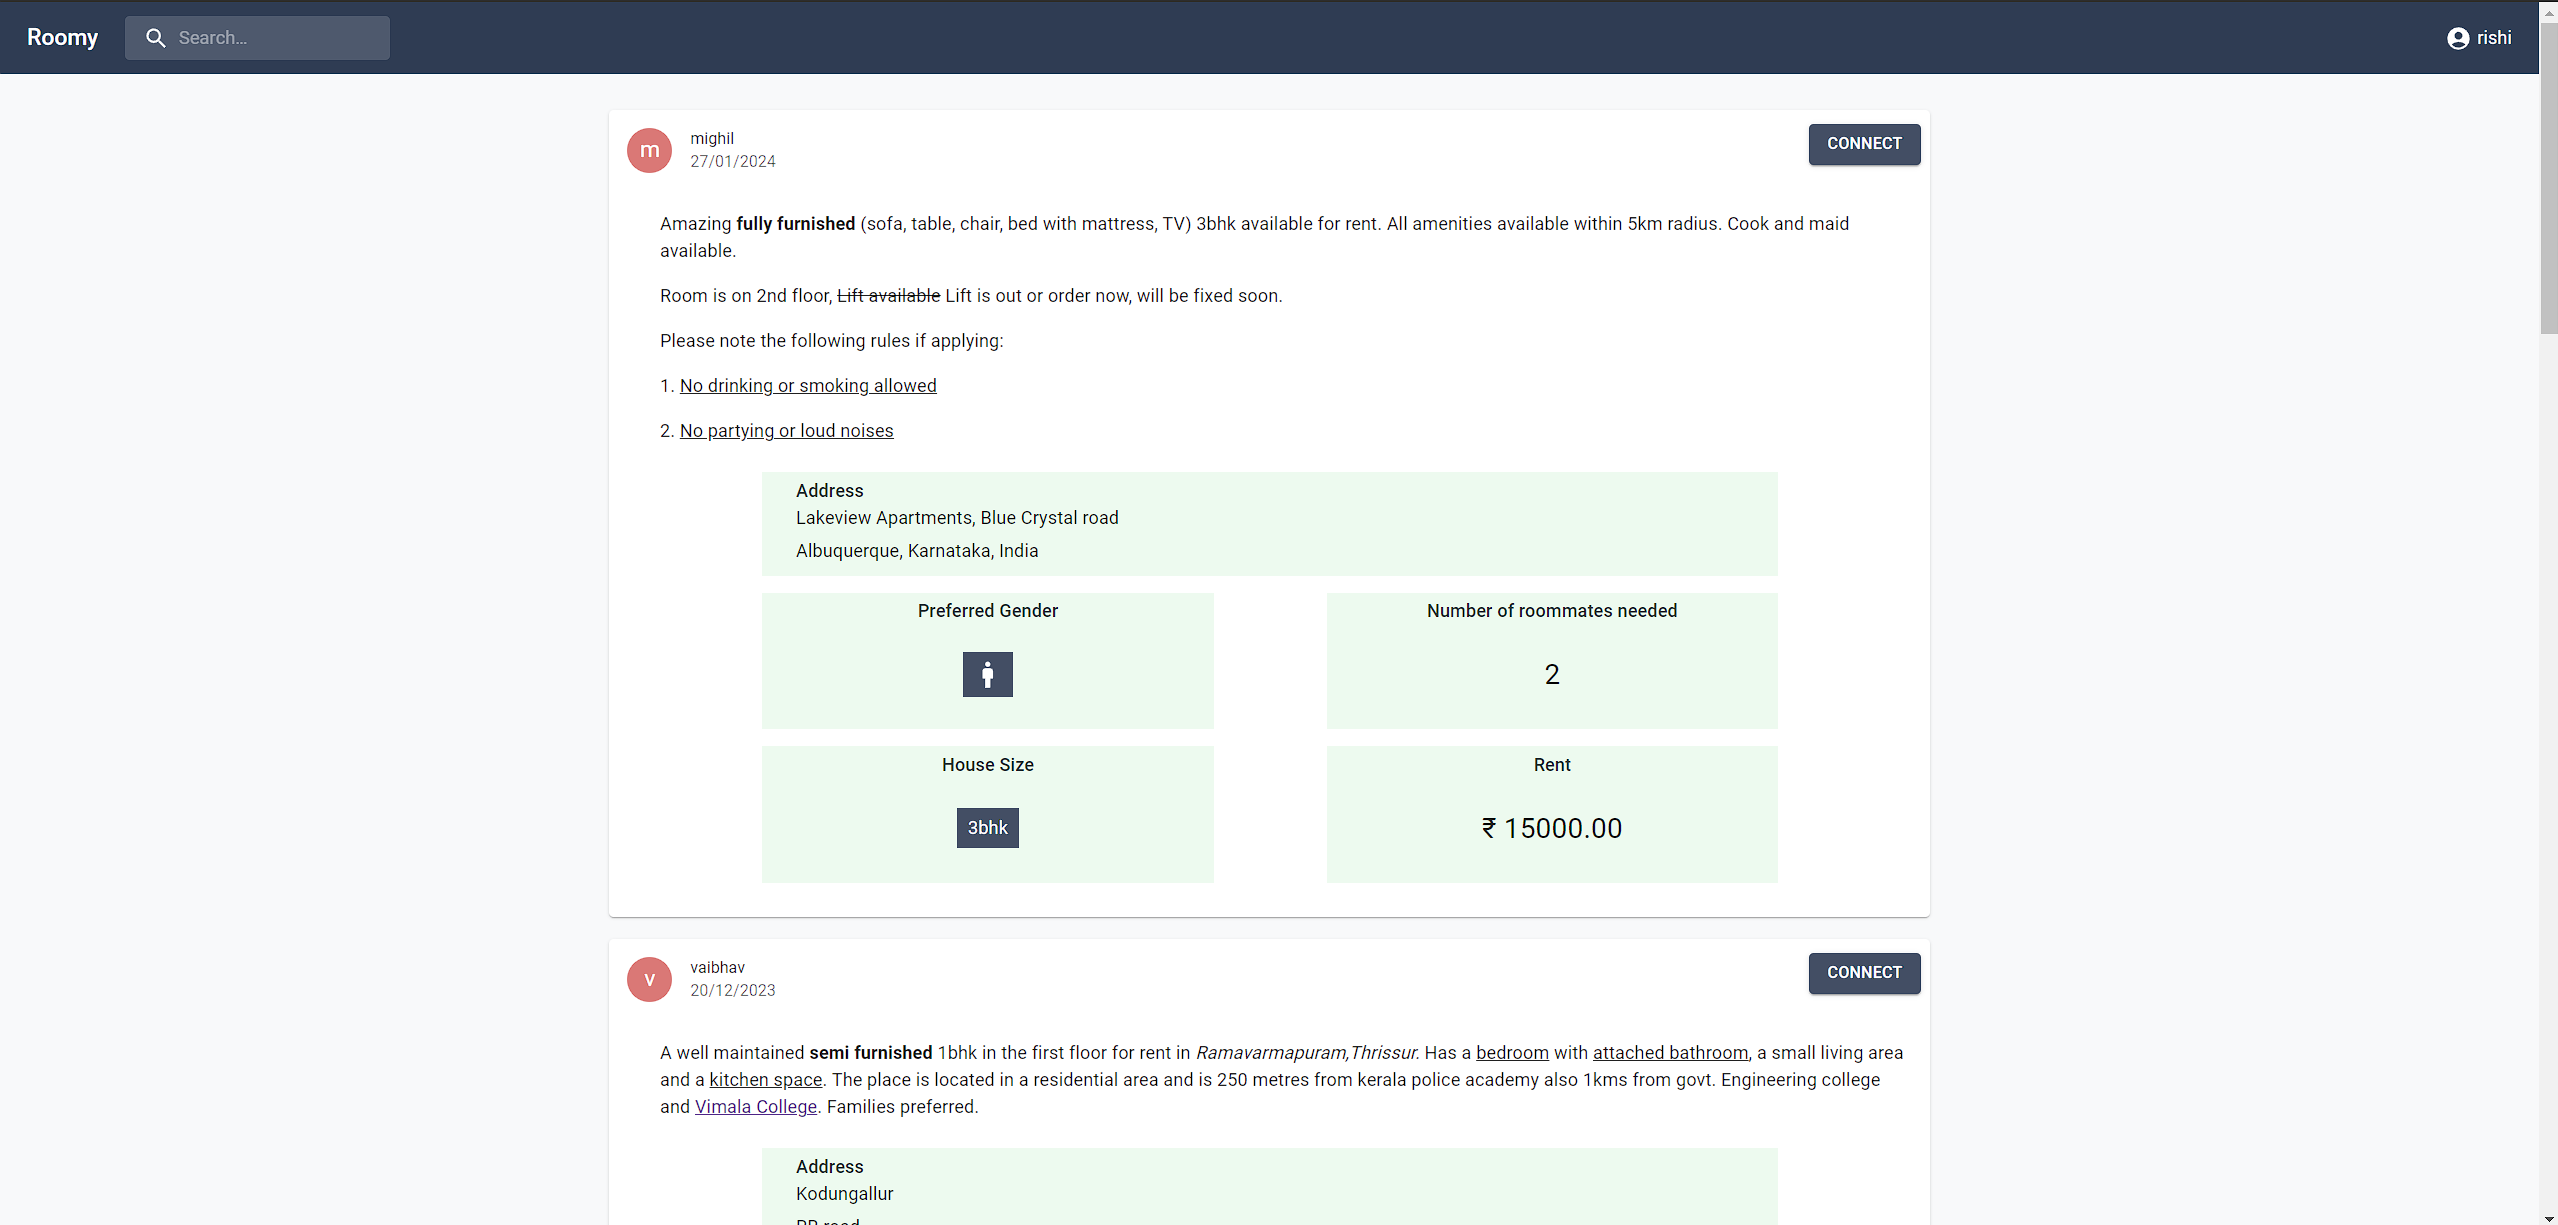 Roomy
Search...
rishi
m
mighil
27/01/2024
CONNECT
Amazing fully furnished (sofa, table, chair, bed with mattress, TV) 3bhk available for rent. All amenities available within 5km radius. Cook and maid
available.
Room is on 2nd floor, Lift available Lift is out or order now, will be fixed soon.
Please note the following rules if applying:
1. No drinking or smoking allowed
2. No partying or loud noises
Address
Lakeview Apartments, Blue Crystal road
Albuquerque, Karnataka, India
Preferred Gender
Number of roommates needed
2
House Size
Rent
3bhk
₹ 15000.00
v
vaibhav
20/12/2023
CONNECT
A well maintained semi furnished 1bhk in the first floor for rent in Ramavarmapuram,Thrissur. Has a bedroom with attached bathroom, a small living area
and a kitchen space. The place is located in a residential area and is 250 metres from kerala police academy also 1kms from govt. Engineering college
and Vimala College. Families preferred.
Address
Kodungallur
road